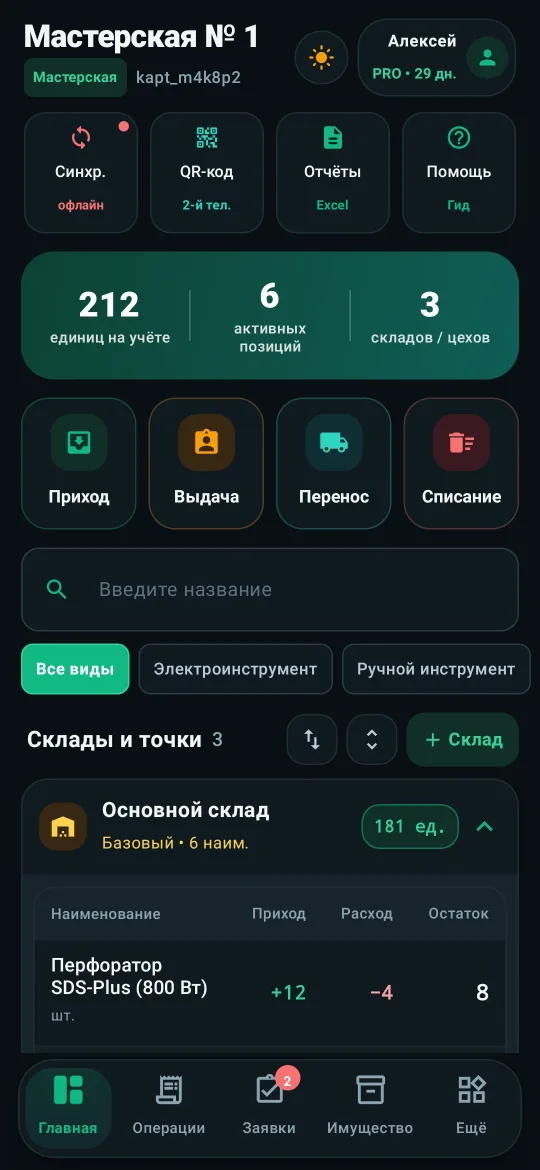 Мастерская № 1
Мастерская
kapt_m4k8p2
Алексей
PRO • 29 дн.
Синхр.
офлайн
QR-код
2-й тел.
Отчёты
Excel
Помощь
Гид
212
единиц на учёте
6
активных
позиций
3
складов / цехов
Приход
Выдача
Перенос
Списание
Введите название
Все виды
Электроинструмент
Ручной инструмент
Склады и точки 3
+ Склад
Основной склад
Базовый • 6 наим.
181 ед.
Наименование Приход Расход Остаток
Перфоратор
SDS-Plus (800 Вт)
шт.
+12 −4 8
Главная
Операции
2
Заявки
Имущество
Ещё